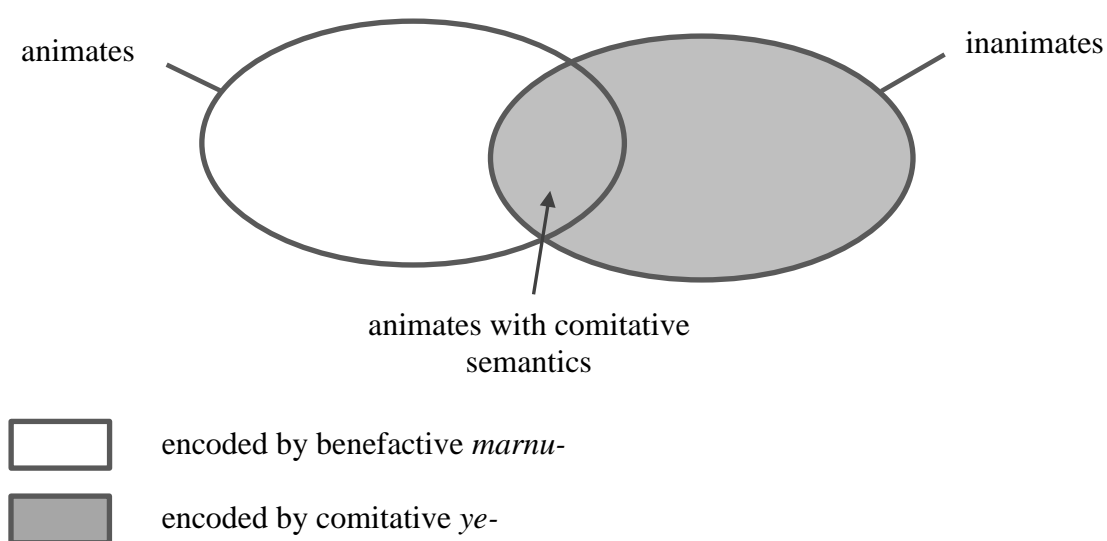 animates
inanimates
animates with comitative
semantics
encoded by benefactive marnu-
encoded by comitative ye-